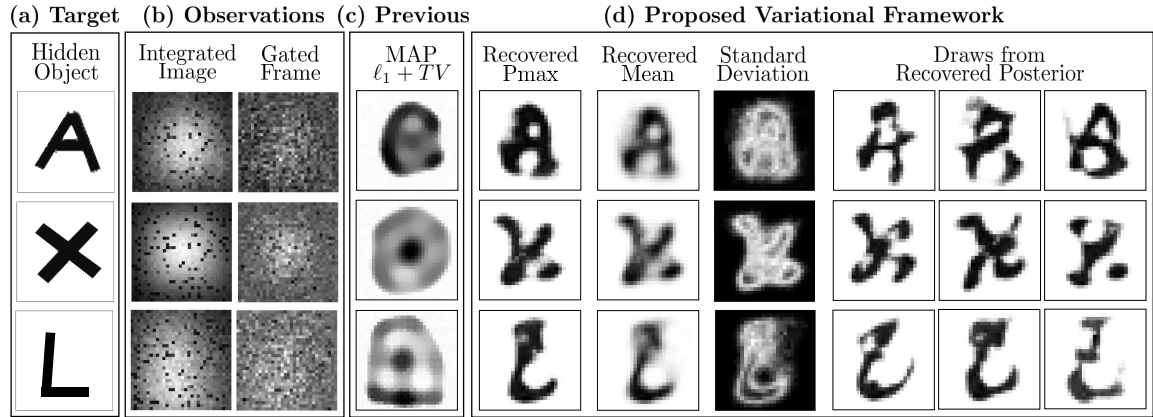 (a) Target
(b) Observations
(c) Previous
(d) Proposed Variational Framework
Hidden
Object
Integrated
Image
Gated
Frame
MAP
ℓ₁ + TV
Recovered
Pmax
Recovered
Mean
Standard
Deviation
Draws from
Recovered Posterior
A
X
L